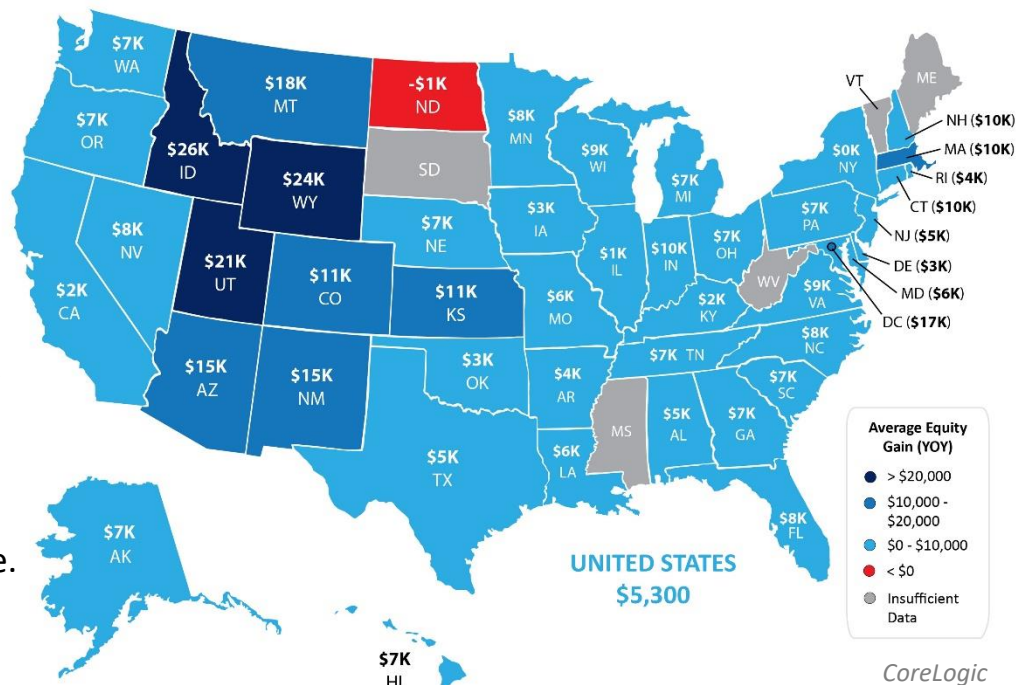 $7K
WA
$7K
OR
$2K
CA
$8K
NV
$26K
ID
$18K
MT
$24K
WY
$21K
UT
$11K
CO
$15K
AZ
$15K
NM
-$1K
ND
SD
$7K
NE
$11K
KS
$3K
OK
$5K
TX
$8K
MN
$3K
IA
$6K
MO
$4K
AR
$6K
LA
$9K
WI
$1K
IL
$7K
MI
$10K
IN
$7K
OH
$2K
KY
$7K TN
MS
$5K
AL
$7K
GA
$8K
FL
$7K
SC
$8K
NC
$9K
VA
WV
$7K
PA
$0K
NY
VT
ME
NH ($10K)
MA ($10K)
RI ($4K)
CT ($10K)
NJ ($5K)
DE ($3K)
MD ($6K)
DC ($17K)
$7K
AK
$7K
HI
e.
UNITED STATES
$5,300
Average Equity
Gain (YOY)
> $20,000
$10,000 -
$20,000
$0 - $10,000
< $0
Insufficient
Data
CoreLogic